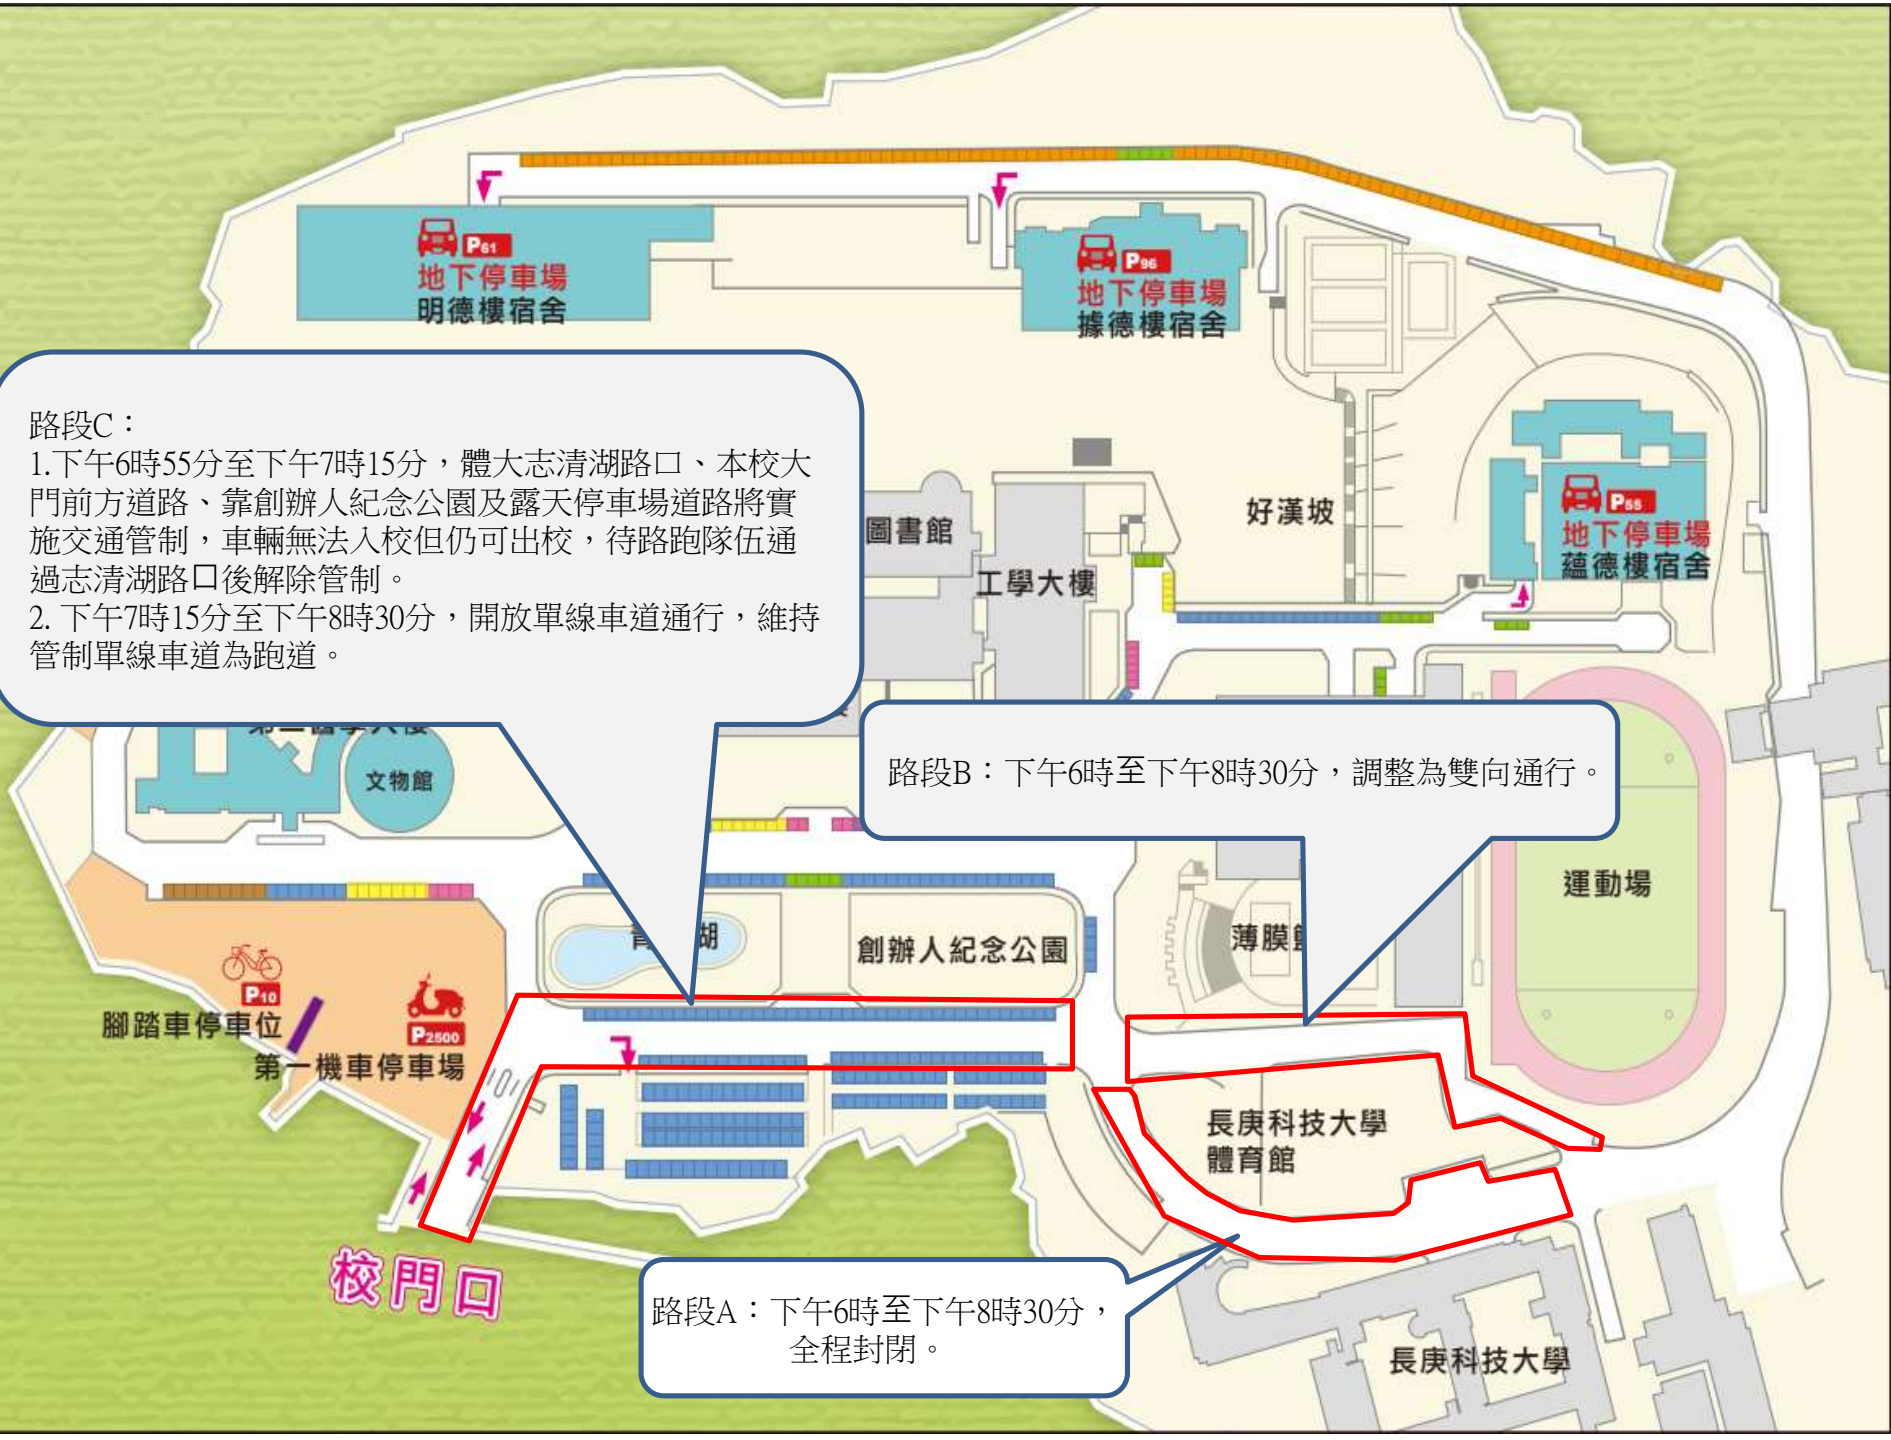 P61
地下停車場
明德樓宿舍
P96
地下停車場
據德樓宿舍
路段C：
1.下午6時55分至下午7時15分，體大志清湖路口、本校大
門前方道路、靠創辦人紀念公園及露天停車場道路將實
施交通管制，車輛無法入校但仍可出校，待路跑隊伍通
過志清湖路口後解除管制。
2. 下午7時15分至下午8時30分，開放單線車道通行，維持
管制單線車道為跑道。
圖書館
工學大樓
好漢坡
P55
地下停車場
蘊德樓宿舍
文物館
路段B：下午6時至下午8時30分，調整為雙向通行。
運動場
湖
創辦人紀念公園
薄膜
P10
腳踏車停車位
P2500
第一機車停車場
長庚科技大學
體育館
校門口
路段A：下午6時至下午8時30分，
全程封閉。
長庚科技大學